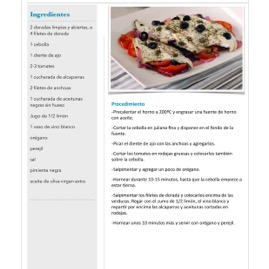 Ingredientes
2 doradas limpias y abiertas, o
4 filetes de dorada
1 cebolla
1 diente de ajo
2-3 tomates
1 cucharada de alcaparras
2 filetes de anchoas
1 cucharada de aceitunas
negras sin hueso
Jugo de 1/2 limón
1 vaso de vino blanco
orégano
perejil
sal
pimienta negra
aceite de oliva virgen extra
Procedimiento
-Precalentar el horno a 200ºC y engrasar una fuente de horno
con aceite.
-Cortar la cebolla en juliana fina y disponer en el fondo de la
fuente.
-Picar el diente de ajo con las anchoas y agregarlos.
-Cortar los tomates en rodajas gruesas y colocarlos también
sobre la cebolla.
-Salpimentar y agregar un poco de orégano.
-Hornear durante 10-15 minutos, hasta que la cebolla empiece a
estar tierna.
-Salpimentar los filetes de dorada y colocarlos encima de las
verduras. Regar con el zumo de 1/2 limón, el vino blanco y
repartir por encima las alcaparras y aceitunas cortadas en
rodajas.
-Hornear unos 10 minutos más y servir con orégano y perejil.